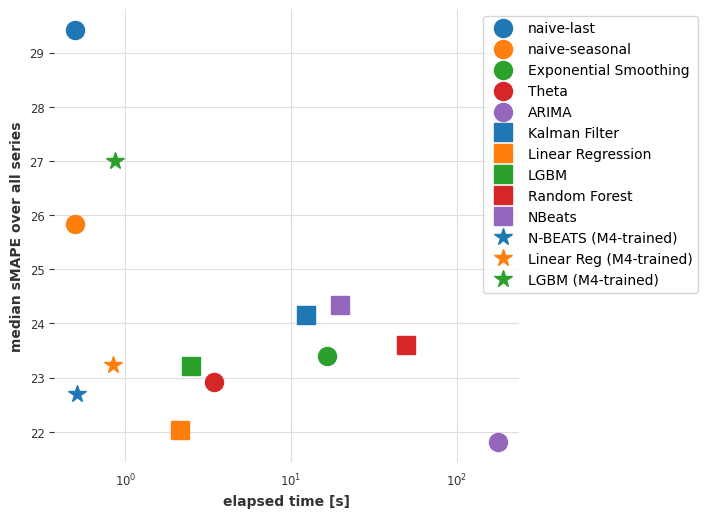 29
28
27
26
25
24
23
22
median sMAPE over all series
10⁰
10¹
10²
elapsed time [s]
naive-last
naive-seasonal
Exponential Smoothing
Theta
ARIMA
Kalman Filter
Linear Regression
LGBM
Random Forest
NBeats
N-BEATS (M4-trained)
Linear Reg (M4-trained)
LGBM (M4-trained)